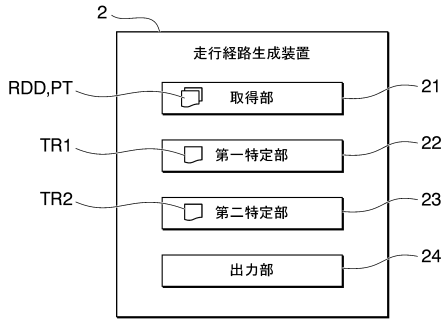 2
走行経路生成装置
RDD,PT
取得部
21
TR1
第一特定部
22
TR2
第二特定部
23
出力部
24